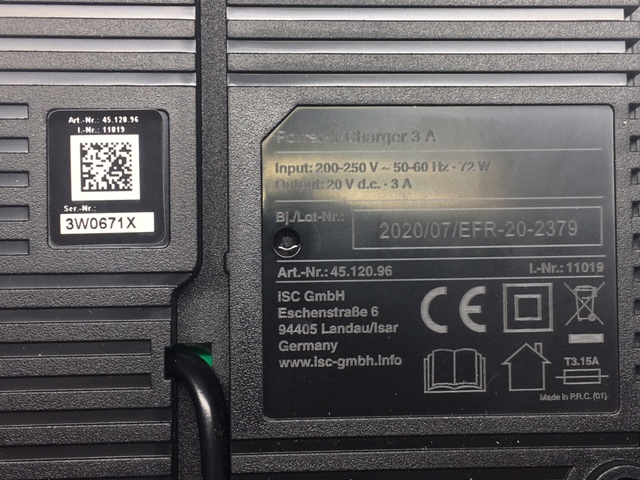 Art.-Nr.: 45.120.96
I.-Nr.: 11019
Ser.-Nr.:
3W0671X
Power-X Charger 3 A
Input: 200-250 V ~ 50-60 Hz · 72 W
Output: 20 V d.c. · 3 A
Bj./Lot-Nr.:
2020/07/EFR-20-2379
Art.-Nr.: 45.120.96 I.-Nr.: 11019
iSC GmbH
Eschenstraße 6
94405 Landau/Isar
Germany
www.isc-gmbh.info
CE
T3.15A
Made in P.R.C. (01)